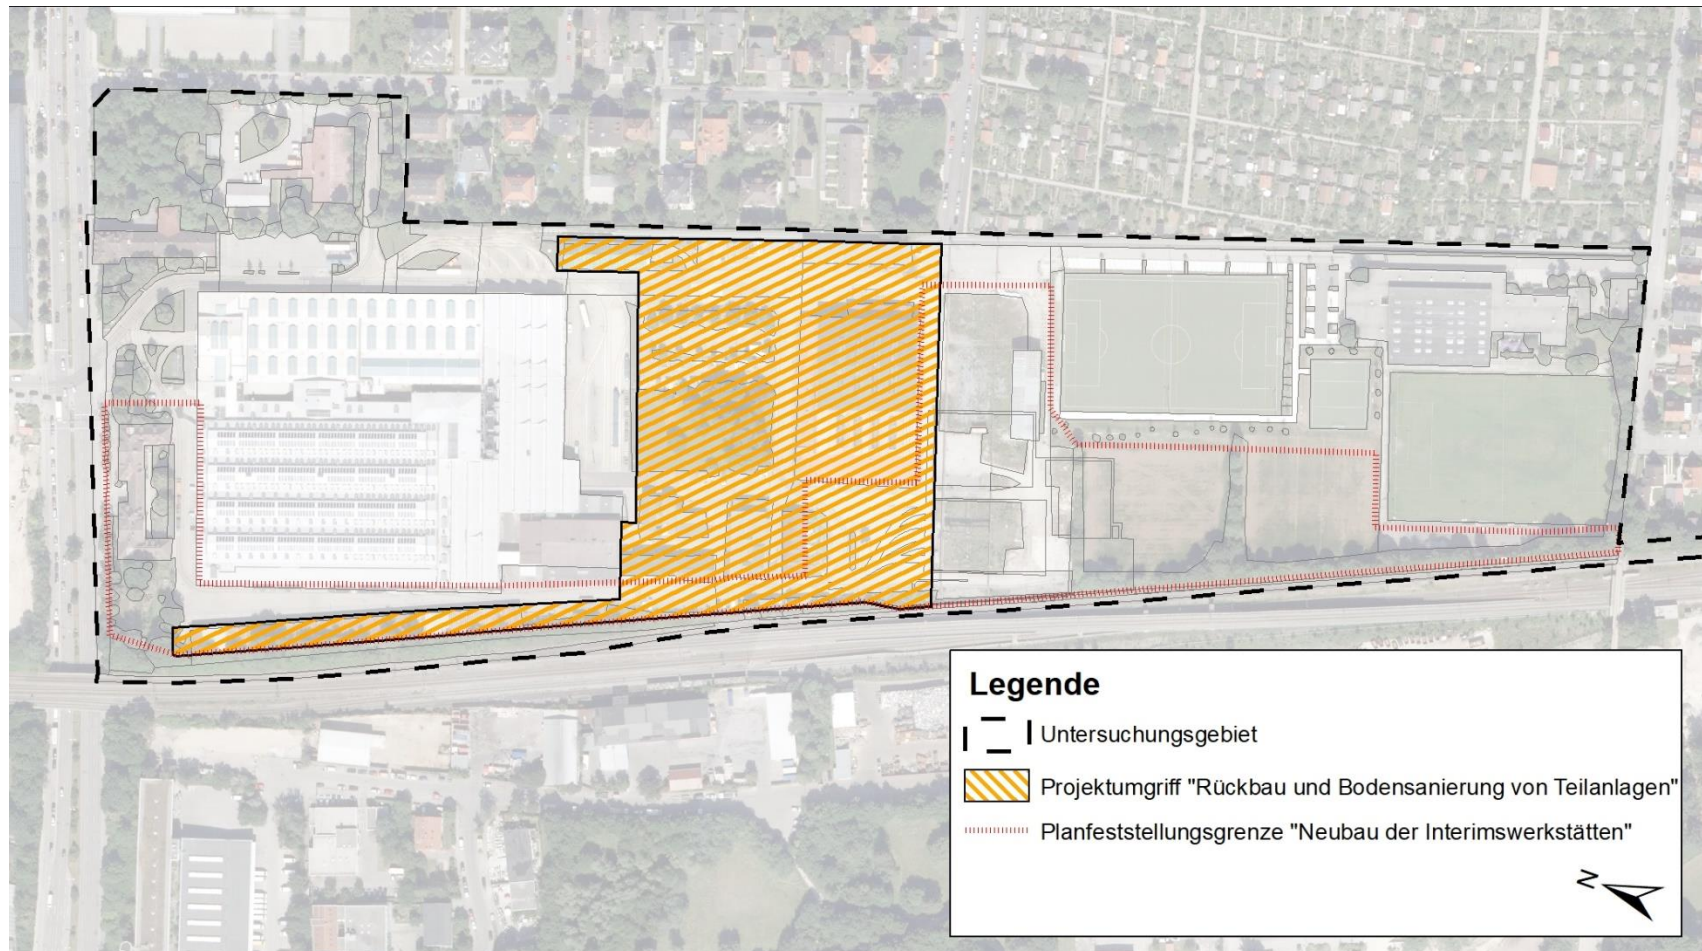 Legende
Untersuchungsgebiet
Projektumgriff "Rückbau und Bodensanierung von Teilanlagen"
Planfeststellungsgrenze "Neubau der Interimswerkstätten"
N